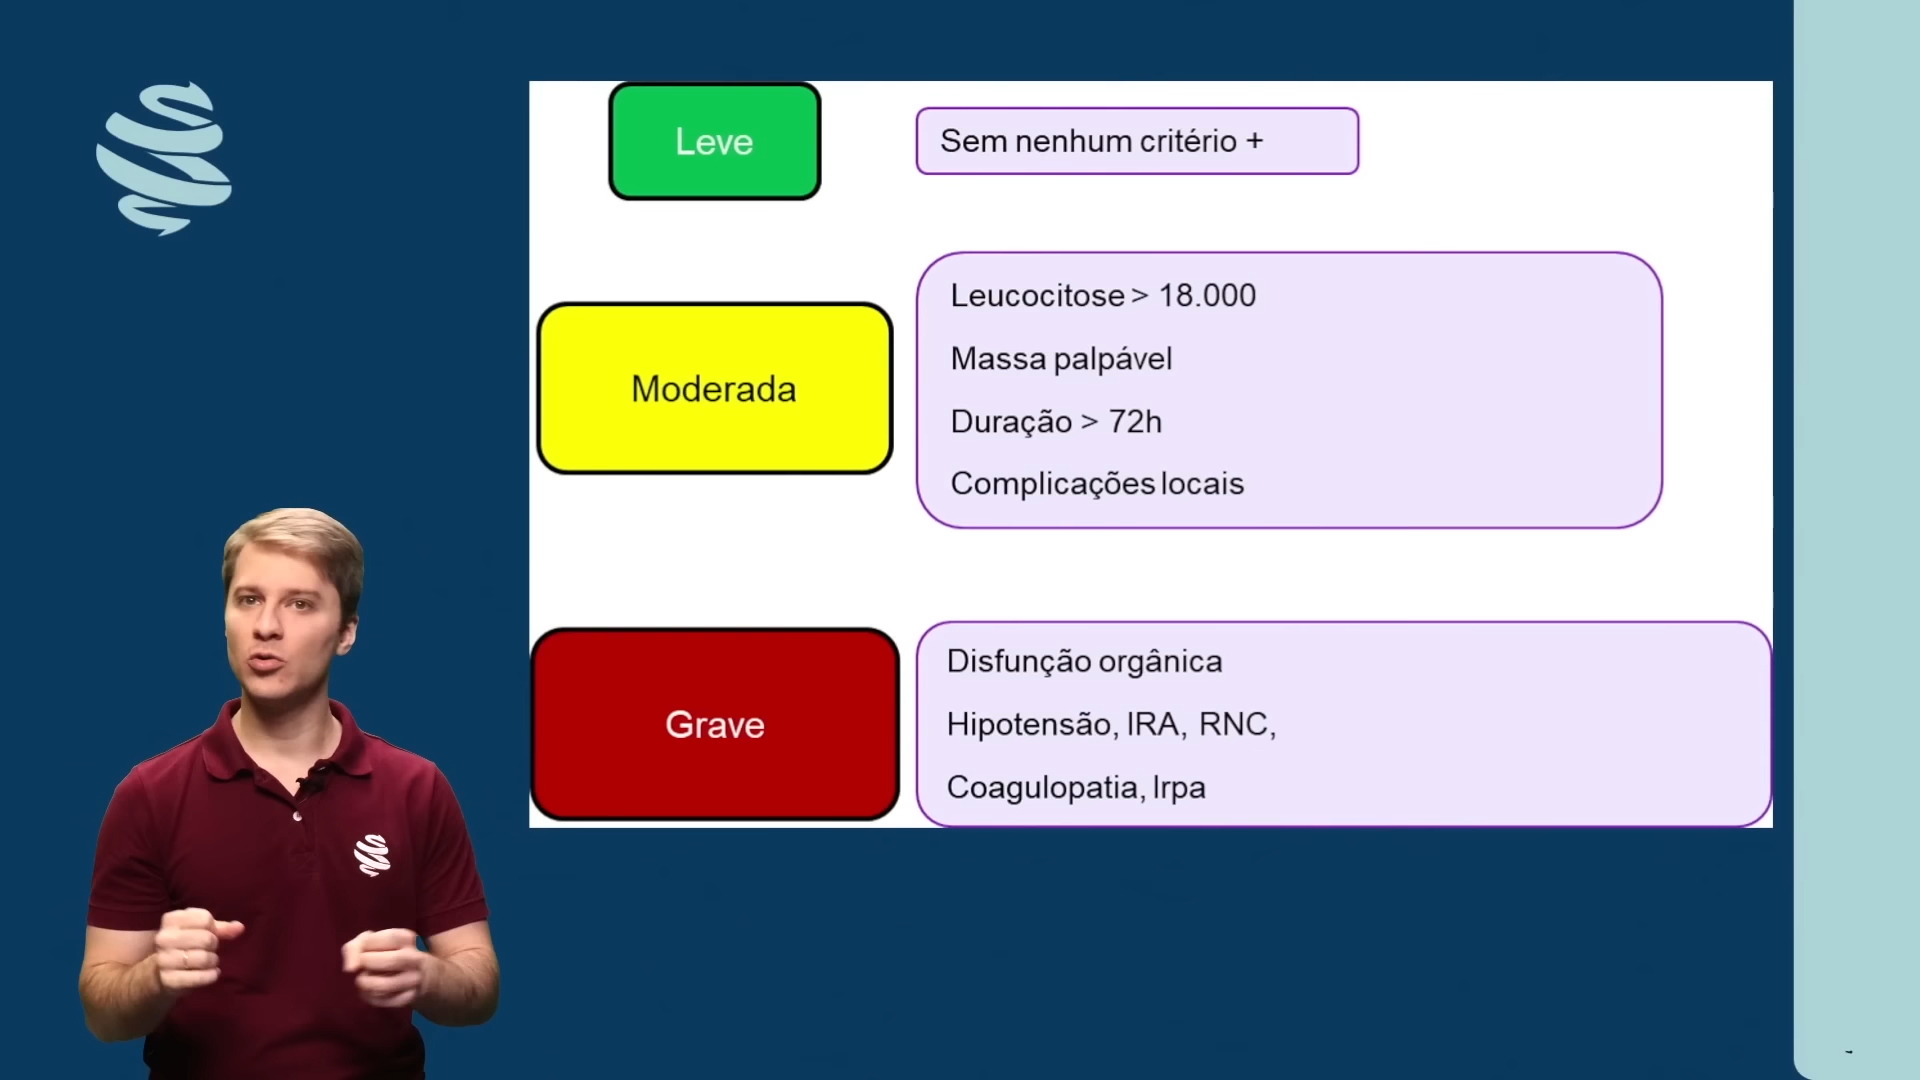 Leve
Sem nenhum critério +
Moderada
Leucocitose > 18.000
Massa palpável
Duração > 72h
Complicações locais
Grave
Disfunção orgânica
Hipotensão, IRA, RNC,
Coagulopatia, Irpa